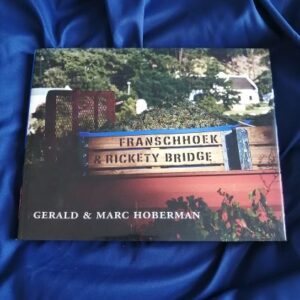 FRANSCHHOEK
& RICKETY BRIDGE
GERALD & MARC HOBERMAN